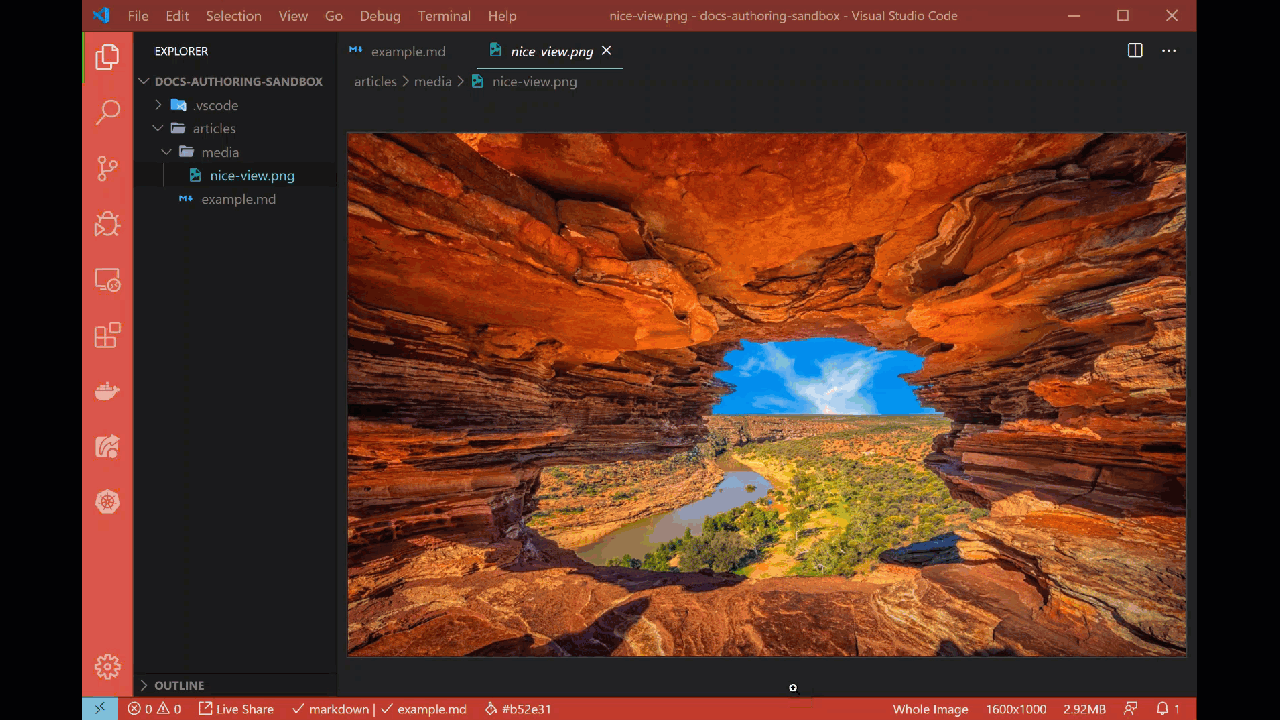 File Edit Selection View Go Debug Terminal Help nice-view.png - docs-authoring-sandbox - Visual Studio Code
EXPLORER
example.md nice-view.png
DOCS-AUTHORING-SANDBOX
articles > media > nice-view.png
.vscode
articles
media
nice-view.png
example.md
OUTLINE
0 0 Live Share markdown | example.md #b52e31 Whole Image 1600x1000 2.92MB 1